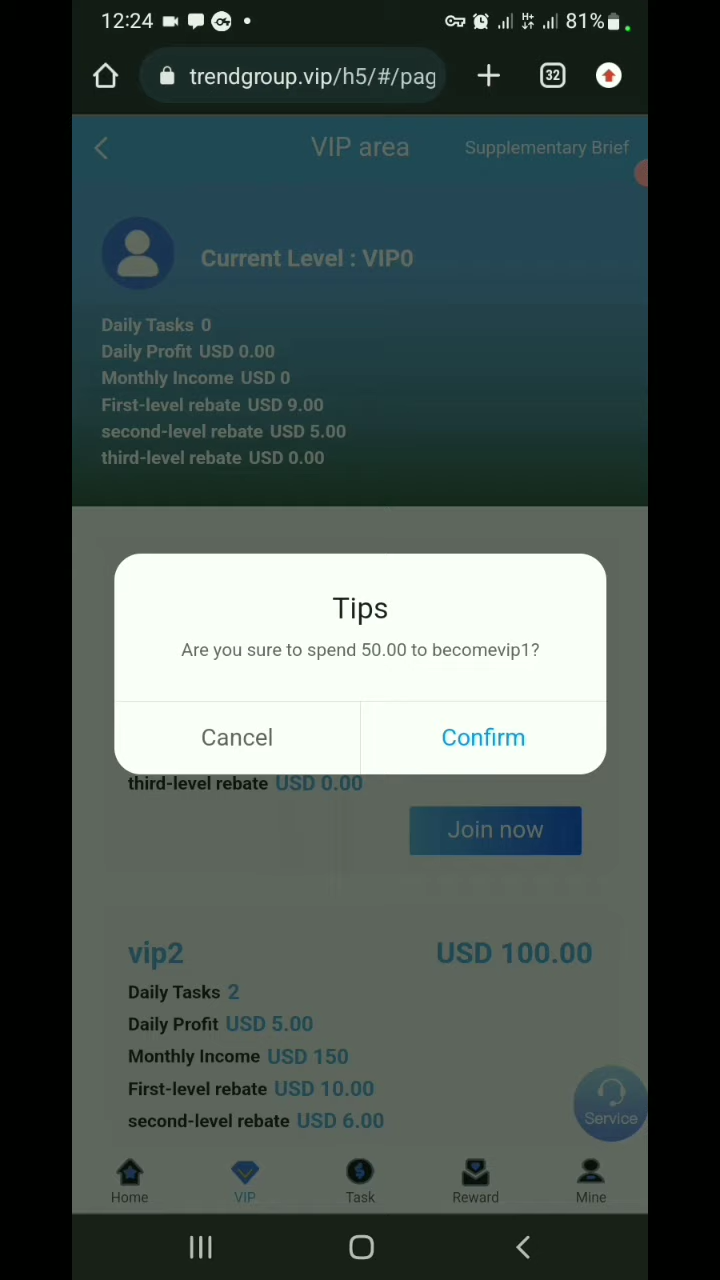 12:24 81%
trendgroup.vip/h5/#/pag 32
VIP area Supplementary Brief
Current Level : VIP0
Daily Tasks 0
Daily Profit USD 0.00
Monthly Income USD 0
First-level rebate USD 9.00
second-level rebate USD 5.00
third-level rebate USD 0.00
Tips
Are you sure to spend 50.00 to becomevip1?
Cancel Confirm
third-level rebate USD 0.00
Join now
vip2 USD 100.00
Daily Tasks 2
Daily Profit USD 5.00
Monthly Income USD 150
First-level rebate USD 10.00
second-level rebate USD 6.00
Service
Home VIP Task Reward Mine